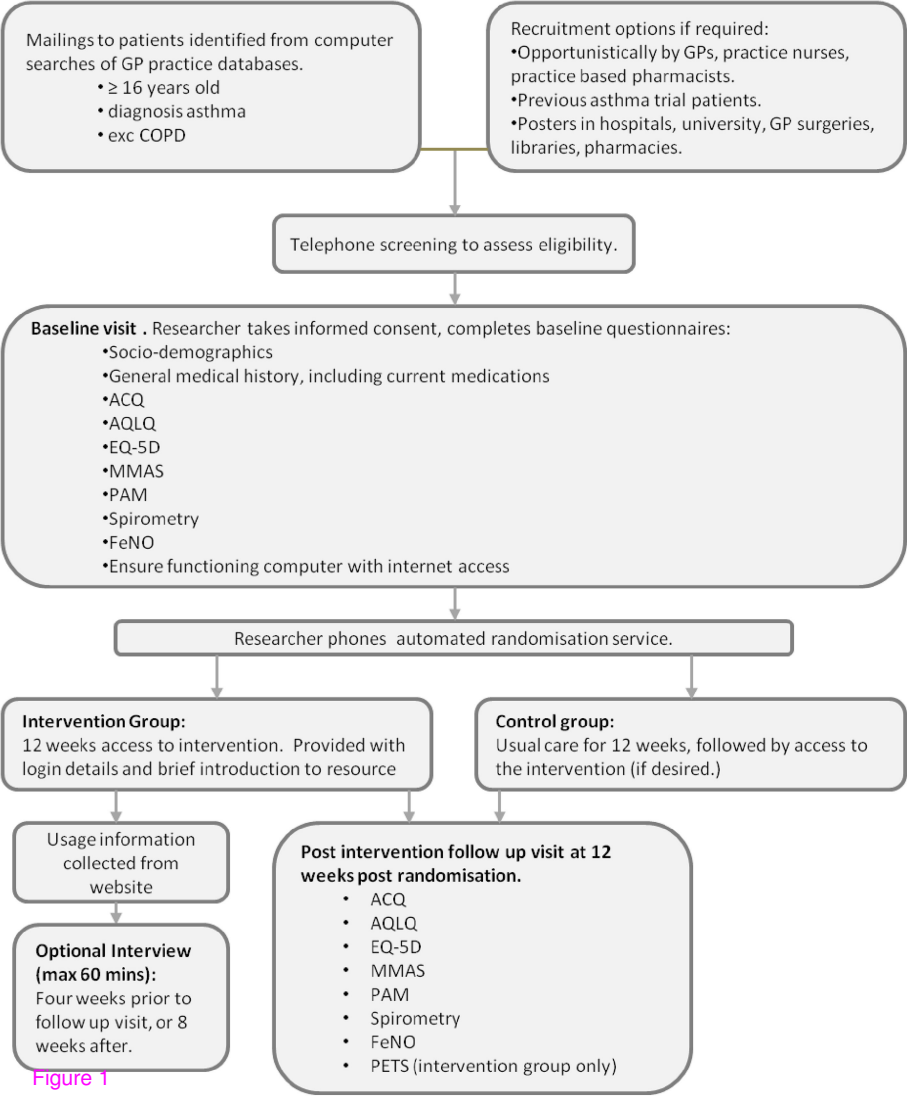 Mailings to patients identified from computer
searches of GP practice databases.
• ≥ 16 years old
• diagnosis asthma
• exc COPD
Recruitment options if required:
•Opportunistically by GPs, practice nurses,
practice based pharmacists.
•Previous asthma trial patients.
•Posters in hospitals, university, GP surgeries,
libraries, pharmacies.
Telephone screening to assess eligibility.
Baseline visit . Researcher takes informed consent, completes baseline questionnaires:
•Socio-demographics
•General medical history, including current medications
•ACQ
•AQLQ
•EQ-5D
•MMAS
•PAM
•Spirometry
•FeNO
•Ensure functioning computer with internet access
Researcher phones automated randomisation service.
Intervention Group:
12 weeks access to intervention. Provided with
login details and brief introduction to resource
Control group:
Usual care for 12 weeks, followed by access to
the intervention (if desired.)
Usage information
collected from
website
Optional Interview
(max 60 mins):
Four weeks prior to
follow up visit, or 8
weeks after.
Post intervention follow up visit at 12
weeks post randomisation.
• ACQ
• AQLQ
• EQ-5D
• MMAS
• PAM
• Spirometry
• FeNO
• PETS (intervention group only)
Figure 1